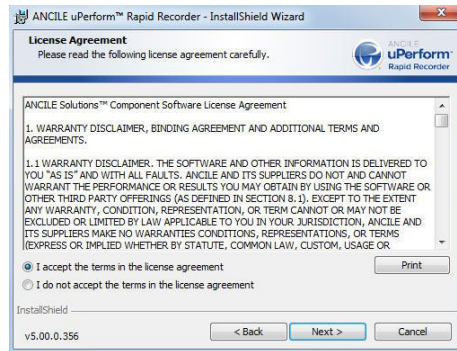 ANCILE uPerform™ Rapid Recorder - InstallShield Wizard
License Agreement
Please read the following license agreement carefully.
ANCILE
uPerform™
Rapid Recorder
ANCILE Solutions™ Component Software License Agreement
1. WARRANTY DISCLAIMER, BINDING AGREEMENT AND ADDITIONAL TERMS AND
AGREEMENTS.
1.1 WARRANTY DISCLAIMER. THE SOFTWARE AND OTHER INFORMATION IS DELIVERED TO
YOU "AS IS" AND WITH ALL FAULTS. ANCILE AND ITS SUPPLIERS DO NOT AND CANNOT
WARRANT THE PERFORMANCE OR RESULTS YOU MAY OBTAIN BY USING THE SOFTWARE OR
OTHER THIRD PARTY OFFERINGS (AS DEFINED IN SECTION 8.1). EXCEPT TO THE EXTENT
ANY WARRANTY, CONDITION, REPRESENTATION, OR TERM CANNOT OR MAY NOT BE
EXCLUDED OR LIMITED BY LAW APPLICABLE TO YOU IN YOUR JURISDICTION, ANCILE AND
ITS SUPPLIERS MAKE NO WARRANTIES CONDITIONS, REPRESENTATIONS, OR TERMS
(EXPRESS OR IMPLIED WHETHER BY STATUTE, COMMON LAW, CUSTOM, USAGE OR
I accept the terms in the license agreement
Print
I do not accept the terms in the license agreement
InstallShield
v5.00.0.356
< Back
Next >
Cancel